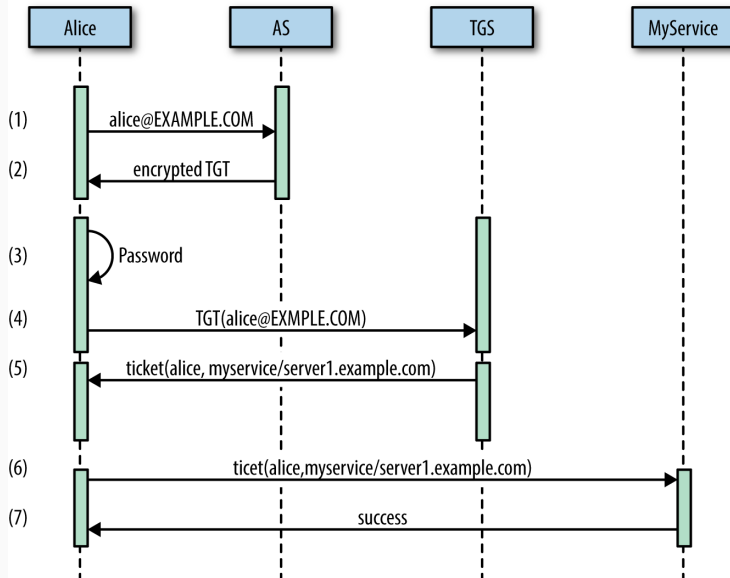 Alice AS TGS MyService
(1) alice@EXAMPLE.COM
(2) encrypted TGT
(3) Password
(4) TGT(alice@EXMPLE.COM)
(5) ticket(alice, myservice/server1.example.com)
(6) ticet(alice,myservice/server1.example.com)
(7) success